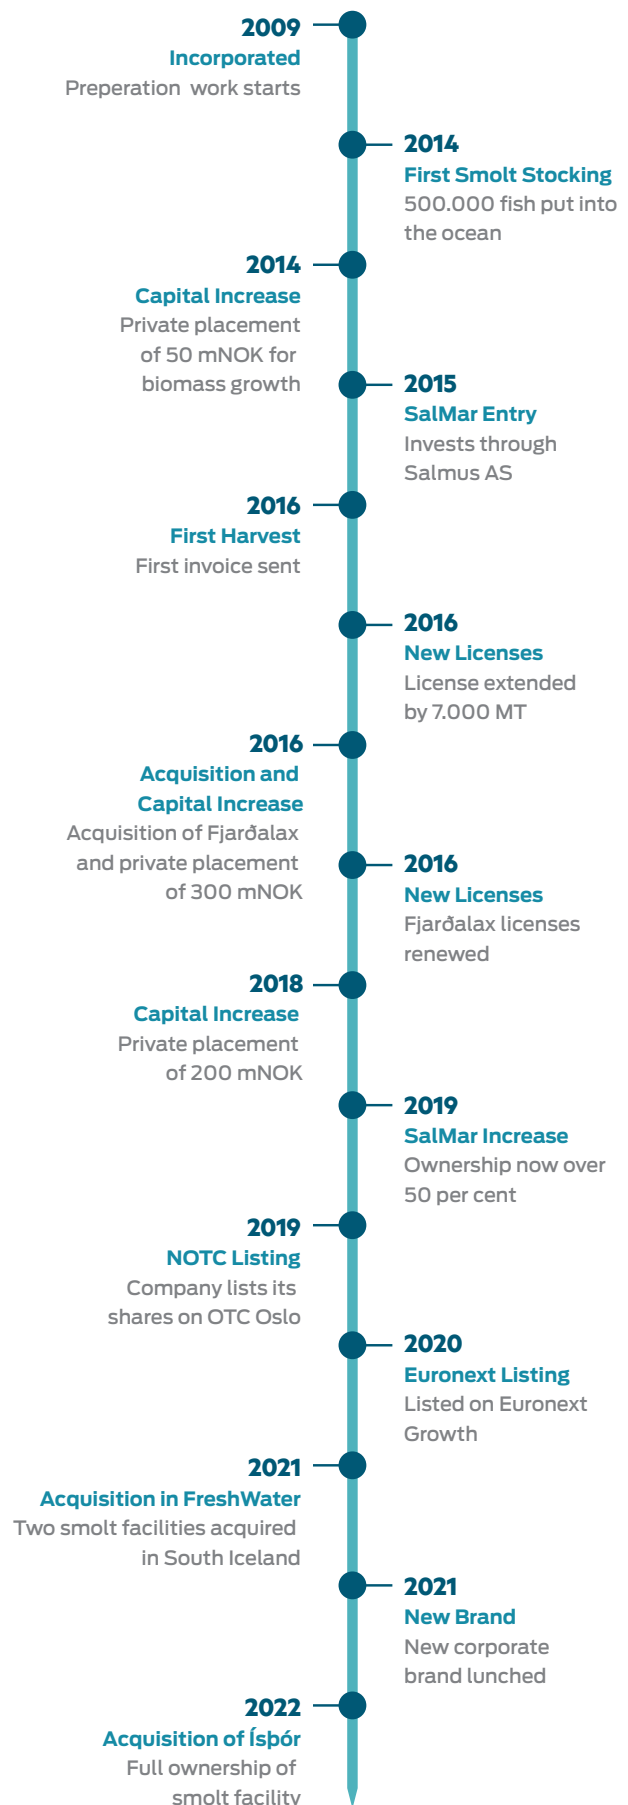 2009
Incorporated
Preperation work starts
2014
First Smolt Stocking
500.000 fish put into
the ocean
2014
Capital Increase
Private placement
of 50 mNOK for
biomass growth
2015
SalMar Entry
Invests through
Salmus AS
2016
First Harvest
First invoice sent
2016
New Licenses
License extended
by 7.000 MT
2016
Acquisition and
Capital Increase
Acquisition of Fjarðalax
and private placement
of 300 mNOK
2016
New Licenses
Fjarðalax licenses
renewed
2018
Capital Increase
Private placement
of 200 mNOK
2019
SalMar Increase
Ownership now over
50 per cent
2019
NOTC Listing
Company lists its
shares on OTC Oslo
2020
Euronext Listing
Listed on Euronext
Growth
2021
Acquisition in FreshWater
Two smolt facilities acquired
in South Iceland
2021
New Brand
New corporate
brand lunched
2022
Acquisition of Ísþór
Full ownership of
smolt facility